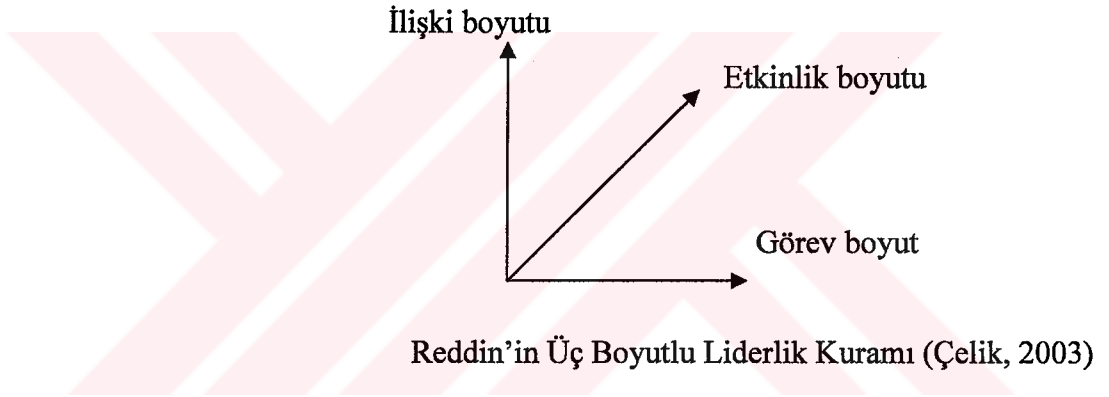 İlişki boyutu
Etkinlik boyutu
Görev boyut
Reddin'in Üç Boyutlu Liderlik Kuramı (Çelik, 2003)